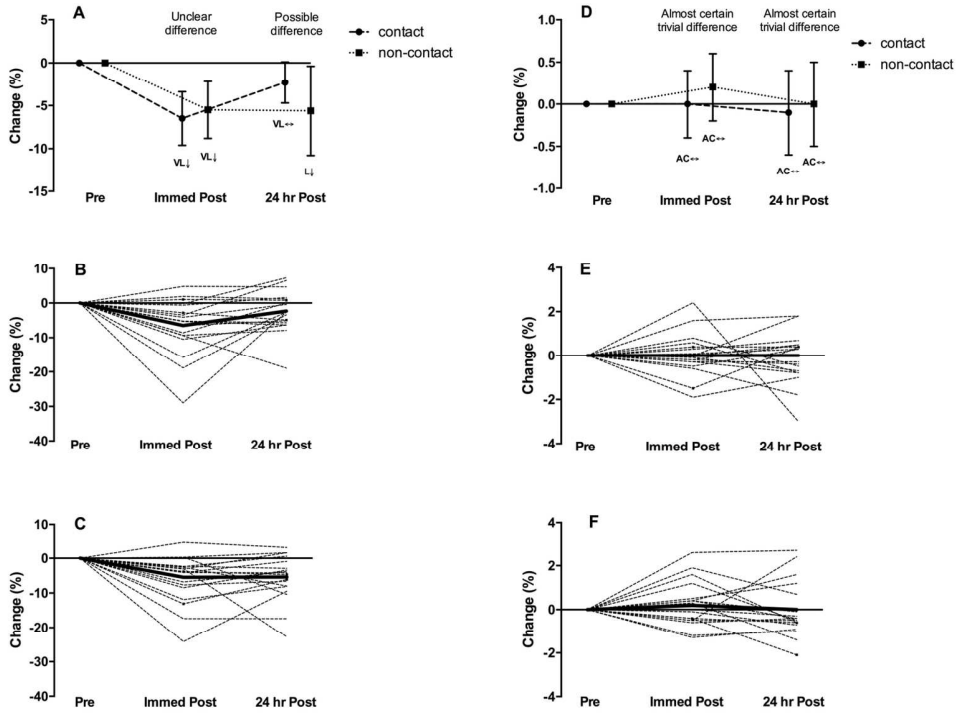 A
Unclear
difference
Possible
difference
contact
non-contact
5
0
-5
-10
-15
Change (%)
VL↓
VL↓
VL↔
L↓
Pre
Immed Post
24 hr Post
D
Almost certain
trivial difference
Almost certain
trivial difference
contact
non-contact
1.0
0.5
0.0
-0.5
-1.0
Change (%)
AC↔
AC↔
AC↔
AC↔
Pre
Immed Post
24 hr Post
B
10
0
-10
-20
-30
-40
Change (%)
Pre
Immed Post
24 hr Post
E
4
2
0
-2
-4
Change (%)
Pre
Immed Post
24 hr Post
C
10
0
-10
-20
-30
-40
Change (%)
Pre
Immed Post
24 hr Post
F
4
2
0
-2
-4
Change (%)
Pre
Immed Post
24 hr Post